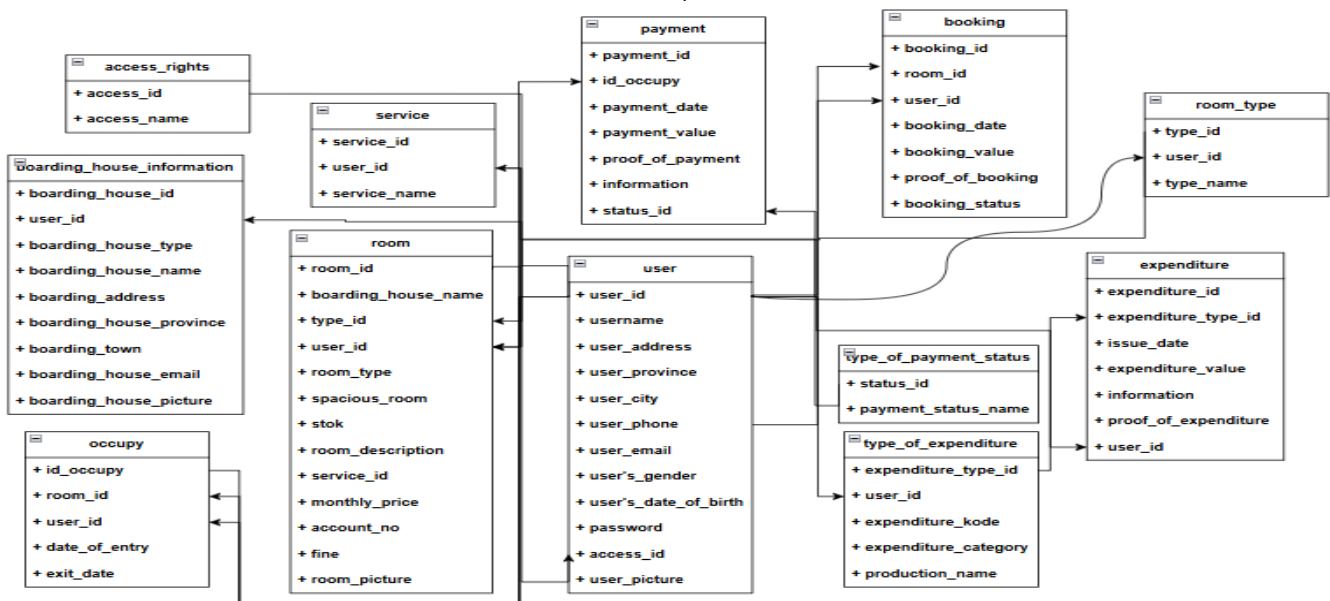 access_rights
+ access_id
+ access_name
boarding_house_information
+ boarding_house_id
+ user_id
+ boarding_house_type
+ boarding_house_name
+ boarding_address
+ boarding_house_province
+ boarding_town
+ boarding_house_email
+ boarding_house_picture
occupy
+ id_occupy
+ room_id
+ user_id
+ date_of_entry
+ exit_date
service
+ service_id
+ user_id
+ service_name
room
+ room_id
+ boarding_house_name
+ type_id
+ user_id
+ room_type
+ spacious_room
+ stok
+ room_description
+ service_id
+ monthly_price
+ account_no
+ fine
+ room_picture
payment
+ payment_id
+ id_occupy
+ payment_date
+ payment_value
+ proof_of_payment
+ information
+ status_id
user
+ user_id
+ username
+ user_address
+ user_province
+ user_city
+ user_phone
+ user_email
+ user's_gender
+ user's_date_of_birth
+ password
+ access_id
+ user_picture
booking
+ booking_id
+ room_id
+ user_id
+ booking_date
+ booking_value
+ proof_of_booking
+ booking_status
type_of_payment_status
+ status_id
+ payment_status_name
type_of_expenditure
+ expenditure_type_id
+ user_id
+ expenditure_kode
+ expenditure_category
+ production_name
room_type
+ type_id
+ user_id
+ type_name
expenditure
+ expenditure_id
+ expenditure_type_id
+ issue_date
+ expenditure_value
+ information
+ proof_of_expenditure
+ user_id